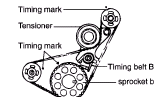 Timing mark
Tensioner
Timing mark
Timing belt B
sprocket b